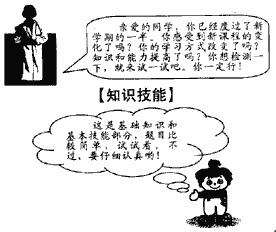 亲爱的同学，你已经度过了新
学期的一半。你感受到新课程的变
化了吗？你的学习方式改变了吗？
知识和能力提高了吗？你想检测一
下，就来试一试吧。你一定行！
【知识技能】
这是基础知识和
基本技能部分，题目比
较简单，试试看，不
过、要仔细认真哟！